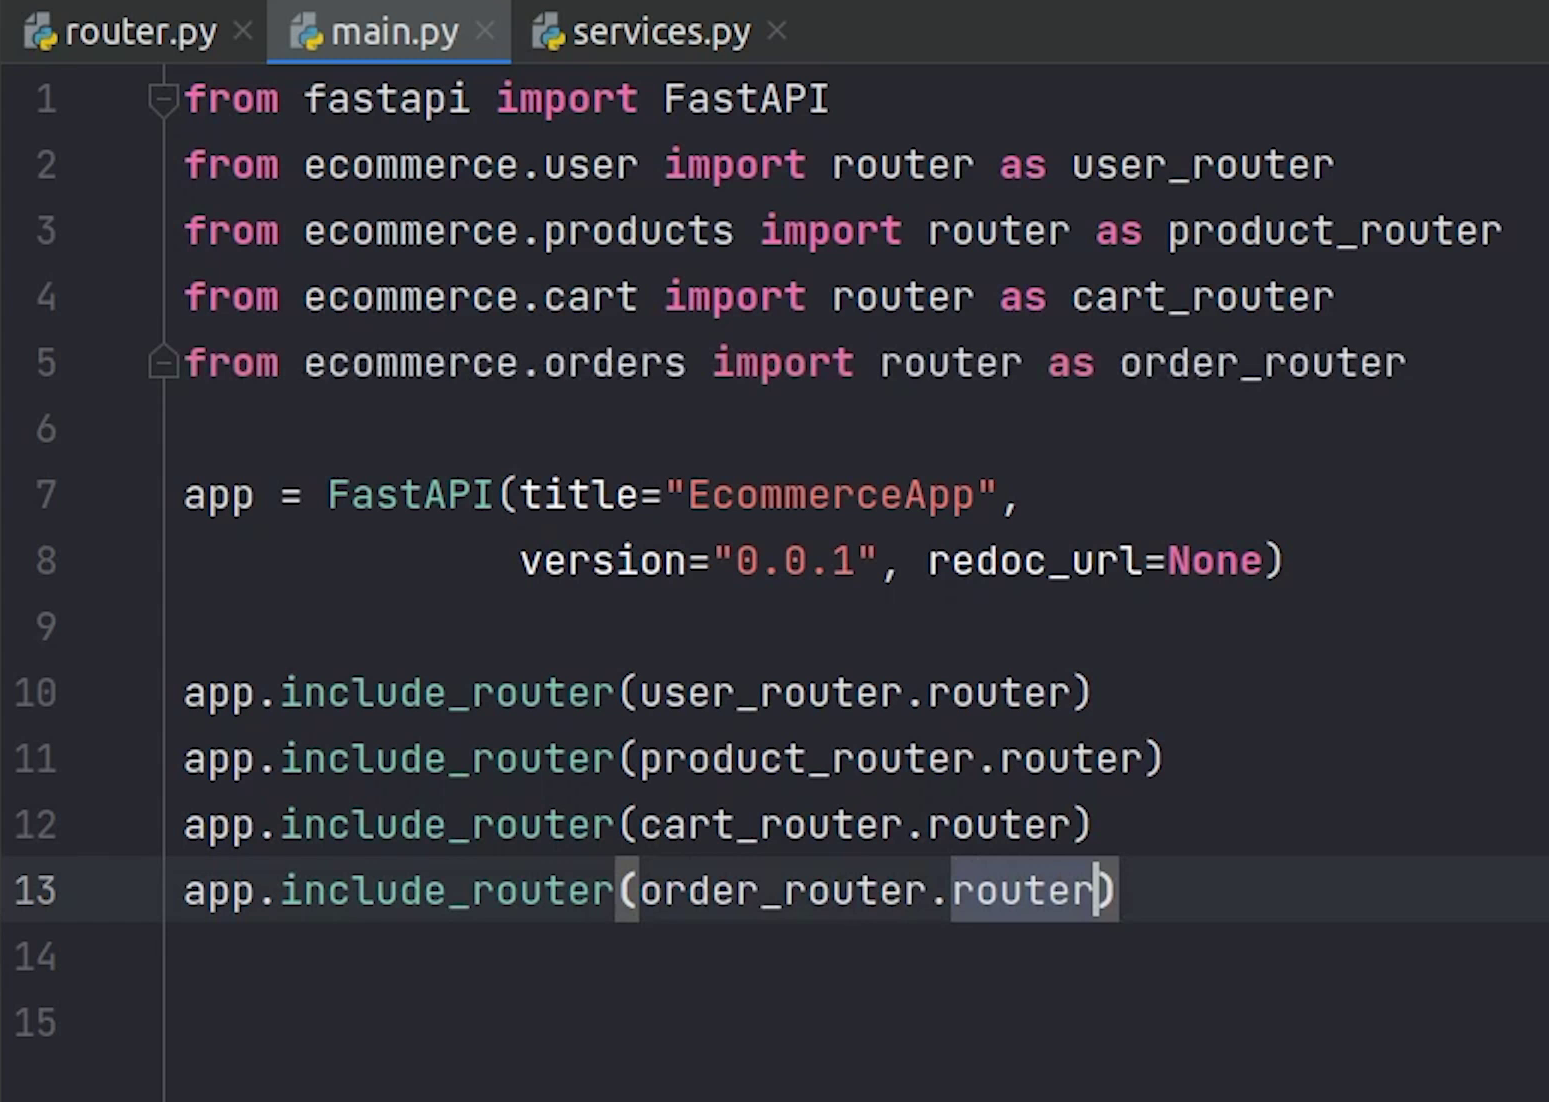 router.py main.py services.py
1 from fastapi import FastAPI
2 from ecommerce.user import router as user_router
3 from ecommerce.products import router as product_router
4 from ecommerce.cart import router as cart_router
5 from ecommerce.orders import router as order_router
6
7 app = FastAPI(title="EcommerceApp",
8 version="0.0.1", redoc_url=None)
9
10 app.include_router(user_router.router)
11 app.include_router(product_router.router)
12 app.include_router(cart_router.router)
13 app.include_router(order_router.router)
14
15